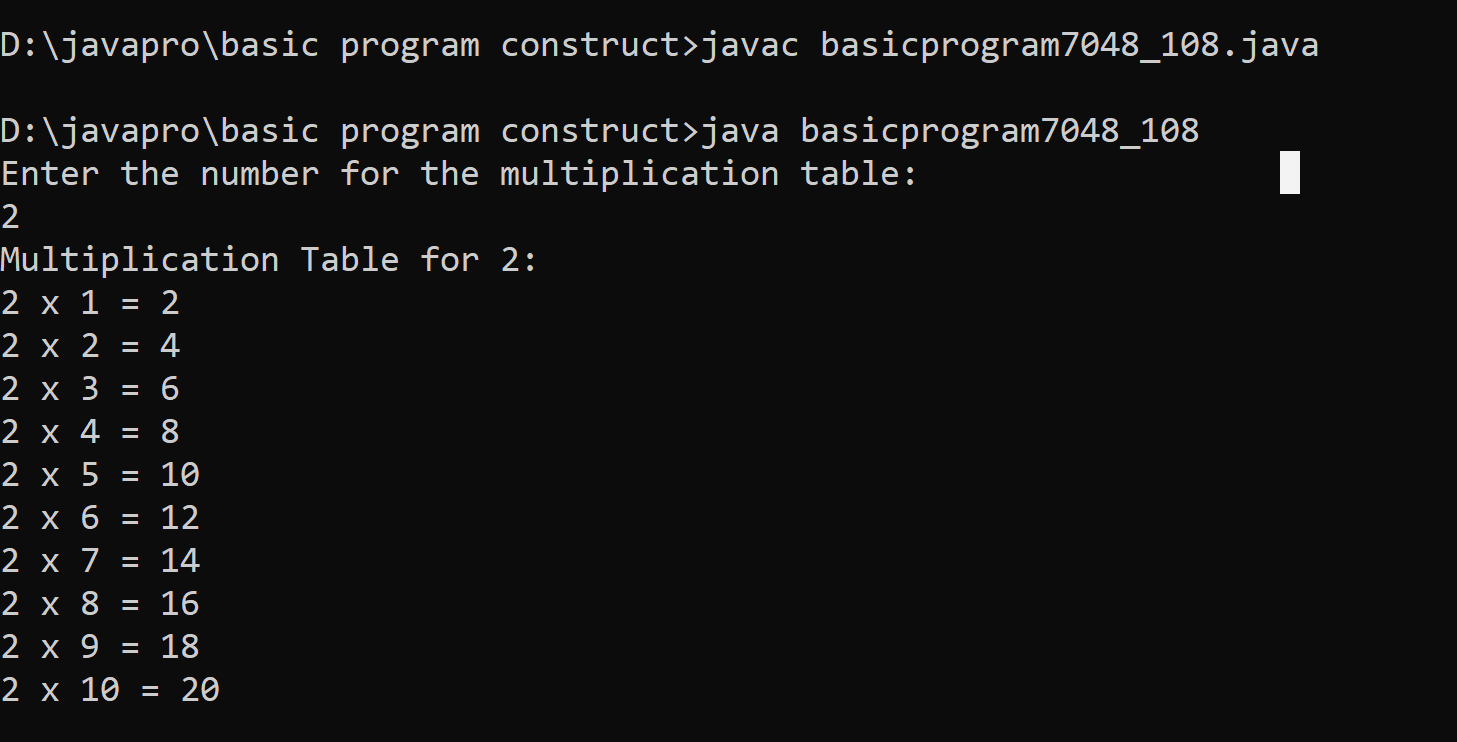 D:\javapro\basic program construct>javac basicprogram7048_108.java
D:\javapro\basic program construct>java basicprogram7048_108
Enter the number for the multiplication table:
2
Multiplication Table for 2:
2 x 1 = 2
2 x 2 = 4
2 x 3 = 6
2 x 4 = 8
2 x 5 = 10
2 x 6 = 12
2 x 7 = 14
2 x 8 = 16
2 x 9 = 18
2 x 10 = 20